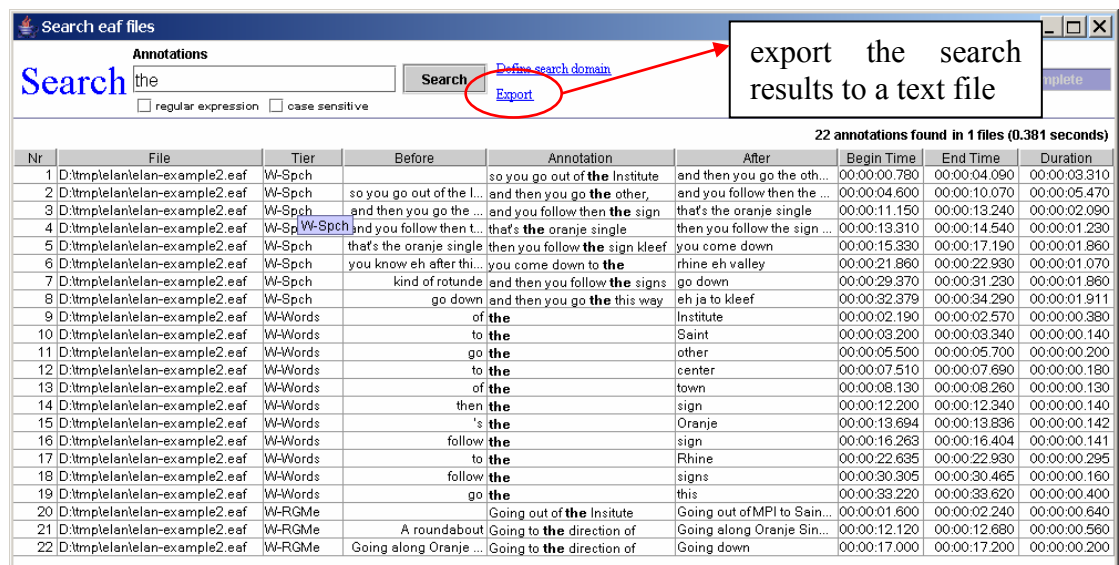 Search eaf files
Annotations
Search the Search Define search domain
Export
regular expression case sensitive
export the search
results to a text file
mplete
22 annotations found in 1 files (0.381 seconds)
Nr File Tier Before Annotation After Begin Time End Time Duration
1 D:\tmp\elan\elan-example2.eaf W-Spch so you go out of the Institute and then you go the oth... 00:00:00.780 00:00:04.090 00:00:03.310
2 D:\tmp\elan\elan-example2.eaf W-Spch so you go out of the I... and then you go the other, and you follow then the ... 00:00:04.600 00:00:10.070 00:00:05.470
3 D:\tmp\elan\elan-example2.eaf W-Spch and then you go the ... and you follow then the sign that's the oranje single 00:00:11.150 00:00:13.240 00:00:02.090
4 D:\tmp\elan\elan-example2.eaf W-Sp W-Spch and you follow then t... that's the oranje single then you follow the sign ... 00:00:13.310 00:00:14.540 00:00:01.230
5 D:\tmp\elan\elan-example2.eaf W-Spch that's the oranje single then you follow the sign kleef you come down 00:00:15.330 00:00:17.190 00:00:01.860
6 D:\tmp\elan\elan-example2.eaf W-Spch you know eh after thi... you come down to the rhine eh valley 00:00:21.860 00:00:22.930 00:00:01.070
7 D:\tmp\elan\elan-example2.eaf W-Spch kind of rotunde and then you follow the signs go down 00:00:29.370 00:00:31.230 00:00:01.860
8 D:\tmp\elan\elan-example2.eaf W-Spch go down and then you go the this way eh ja to kleef 00:00:32.379 00:00:34.290 00:00:01.911
9 D:\tmp\elan\elan-example2.eaf W-Words of the Institute 00:00:02.190 00:00:02.570 00:00:00.380
10 D:\tmp\elan\elan-example2.eaf W-Words to the Saint 00:00:03.200 00:00:03.340 00:00:00.140
11 D:\tmp\elan\elan-example2.eaf W-Words go the other 00:00:05.500 00:00:05.700 00:00:00.200
12 D:\tmp\elan\elan-example2.eaf W-Words to the center 00:00:07.510 00:00:07.690 00:00:00.180
13 D:\tmp\elan\elan-example2.eaf W-Words of the town 00:00:08.130 00:00:08.260 00:00:00.130
14 D:\tmp\elan\elan-example2.eaf W-Words then the sign 00:00:12.200 00:00:12.340 00:00:00.140
15 D:\tmp\elan\elan-example2.eaf W-Words 's the Oranje 00:00:13.694 00:00:13.836 00:00:00.142
16 D:\tmp\elan\elan-example2.eaf W-Words follow the sign 00:00:16.263 00:00:16.404 00:00:00.141
17 D:\tmp\elan\elan-example2.eaf W-Words to the Rhine 00:00:22.635 00:00:22.930 00:00:00.295
18 D:\tmp\elan\elan-example2.eaf W-Words follow the signs 00:00:30.305 00:00:30.465 00:00:00.160
19 D:\tmp\elan\elan-example2.eaf W-Words go the this 00:00:33.220 00:00:33.620 00:00:00.400
20 D:\tmp\elan\elan-example2.eaf W-RGMe Going out of the Insitute Going out of MPI to Sain... 00:00:01.600 00:00:02.240 00:00:00.640
21 D:\tmp\elan\elan-example2.eaf W-RGMe A roundabout Going to the direction of Going along Oranje Sin... 00:00:12.120 00:00:12.680 00:00:00.560
22 D:\tmp\elan\elan-example2.eaf W-RGMe Going along Oranje ... Going to the direction of Going down 00:00:17.000 00:00:17.200 00:00:00.200